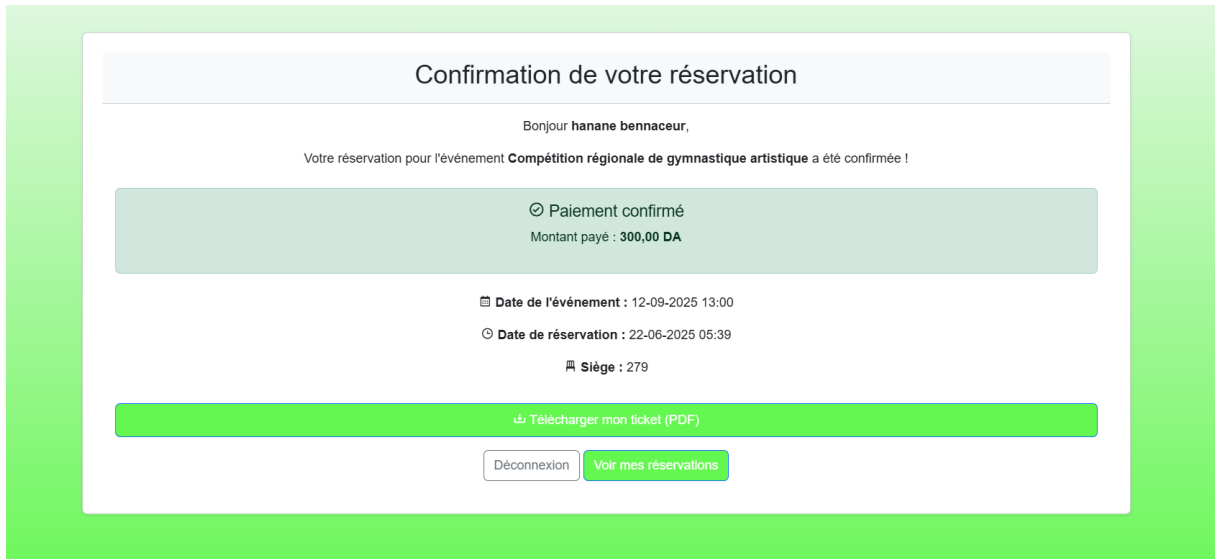 Confirmation de votre réservation
Bonjour hanane bennaceur,
Votre réservation pour l'événement Compétition régionale de gymnastique artistique a été confirmée !
Paiement confirmé
Montant payé : 300,00 DA
Date de l'événement : 12-09-2025 13:00
Date de réservation : 22-06-2025 05:39
Siège : 279
Télécharger mon ticket (PDF)
Déconnexion Voir mes réservations